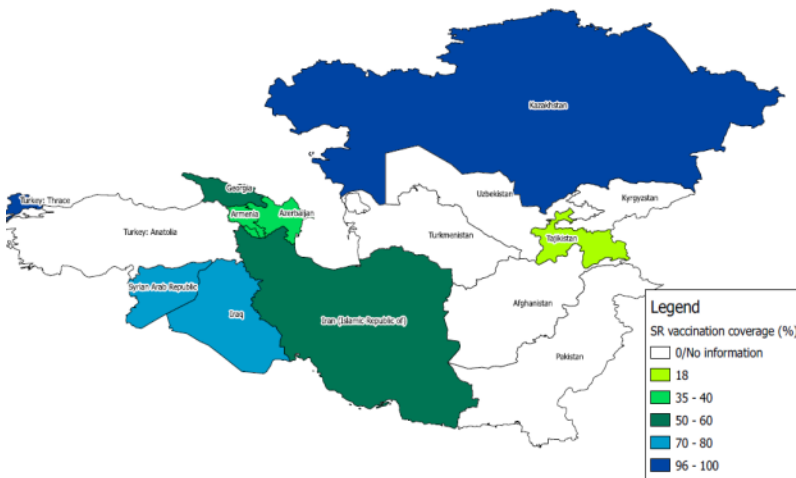 Kazakhstan
Uzbekistan
Kyrgyzstan
Georgia
Turkey: Thrace
Armenia
Azerbaijan
Turkey: Anatolia
Turkmenistan
Tajikistan
Syrian Arab Republic
Iraq
Iran (Islamic Republic of)
Afghanistan
Pakistan
Legend
SR vaccination coverage (%)
0/No information
18
35 - 40
50 - 60
70 - 80
96 - 100